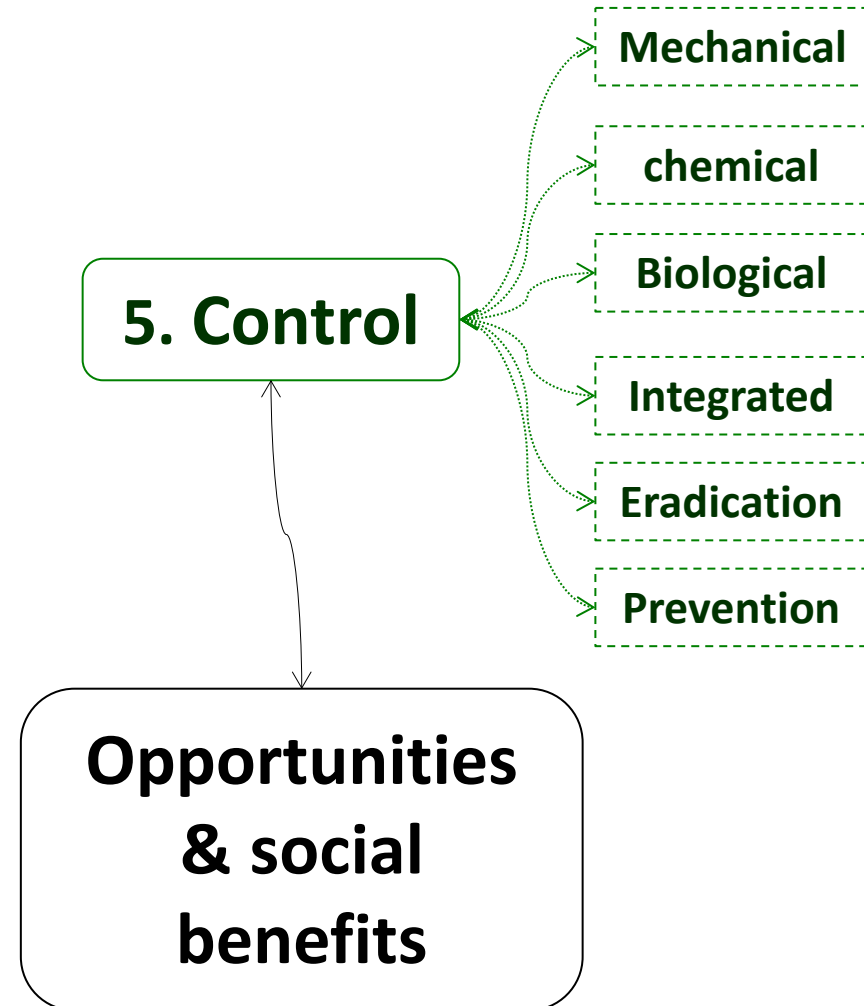 Mechanical
chemical
5. Control
Biological
Integrated
Eradication
Prevention
Opportunities
& social
benefits